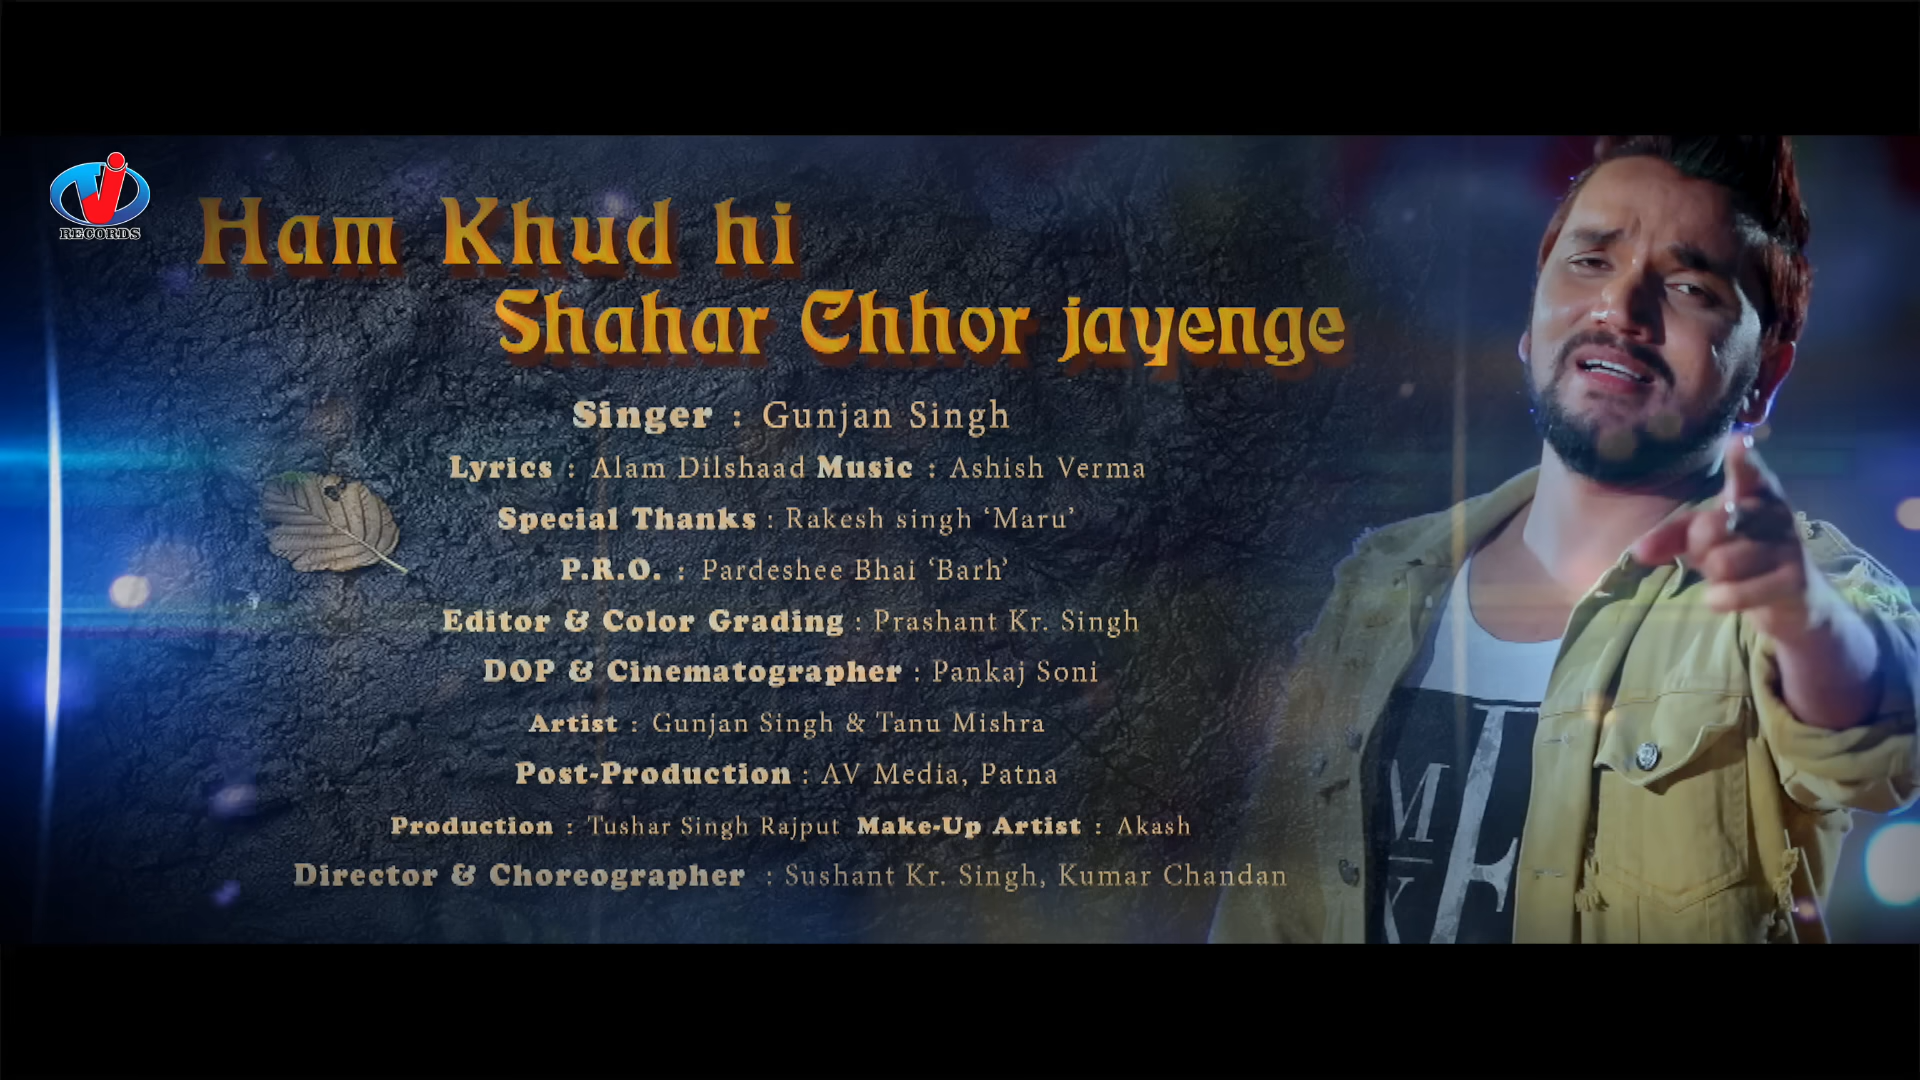 VJ
RECORDS
Ham Khud hi
Shahar Chhor jayenge
Singer : Gunjan Singh
Lyrics : Alam Dilshaad Music : Ashish Verma
Special Thanks : Rakesh singh ‘Maru’
P.R.O. : Pardeshee Bhai ‘Barh’
Editor & Color Grading : Prashant Kr. Singh
DOP & Cinematographer : Pankaj Soni
Artist : Gunjan Singh & Tanu Mishra
Post-Production : AV Media, Patna
Production : Tushar Singh Rajput Make-Up Artist : Akash
Director & Choreographer : Sushant Kr. Singh, Kumar Chandan